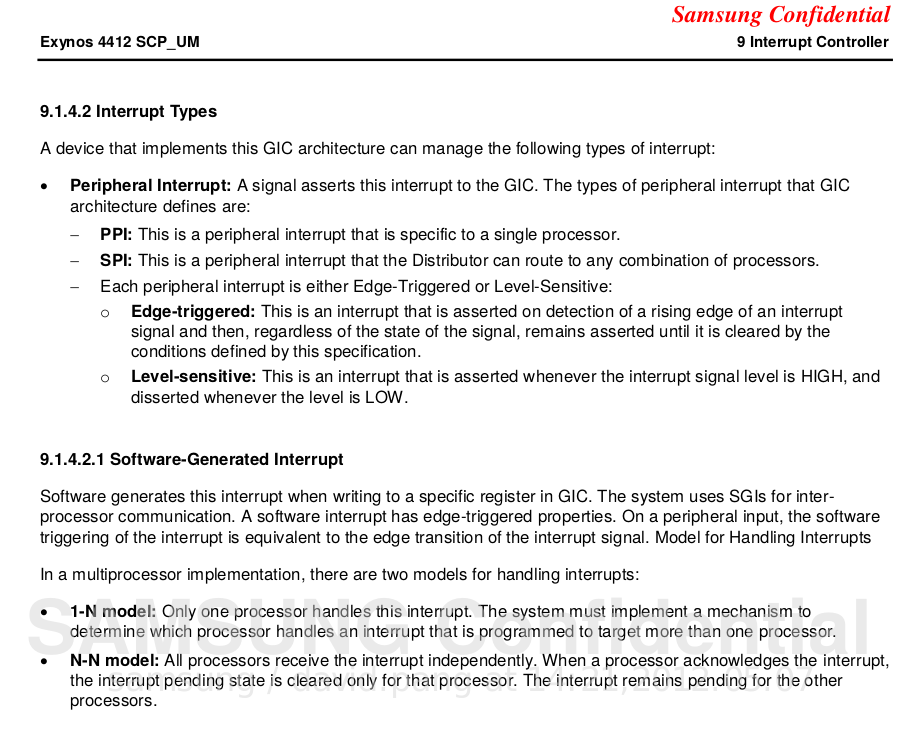 Samsung Confidential
Exynos 4412 SCP_UM 9 Interrupt Controller
9.1.4.2 Interrupt Types
A device that implements this GIC architecture can manage the following types of interrupt:
• Peripheral Interrupt: A signal asserts this interrupt to the GIC. The types of peripheral interrupt that GIC
architecture defines are:
− PPI: This is a peripheral interrupt that is specific to a single processor.
− SPI: This is a peripheral interrupt that the Distributor can route to any combination of processors.
− Each peripheral interrupt is either Edge-Triggered or Level-Sensitive:
○ Edge-triggered: This is an interrupt that is asserted on detection of a rising edge of an interrupt
signal and then, regardless of the state of the signal, remains asserted until it is cleared by the
conditions defined by this specification.
○ Level-sensitive: This is an interrupt that is asserted whenever the interrupt signal level is HIGH, and
disserted whenever the level is LOW.
9.1.4.2.1 Software-Generated Interrupt
Software generates this interrupt when writing to a specific register in GIC. The system uses SGIs for inter-
processor communication. A software interrupt has edge-triggered properties. On a peripheral input, the software
triggering of the interrupt is equivalent to the edge transition of the interrupt signal. Model for Handling Interrupts
In a multiprocessor implementation, there are two models for handling interrupts:
• 1-N model: Only one processor handles this interrupt. The system must implement a mechanism to
determine which processor handles an interrupt that is programmed to target more than one processor.
SAMSUNG Confidential
• N-N model: All processors receive the interrupt independently. When a processor acknowledges the interrupt,
the interrupt pending state is cleared only for that processor. The interrupt remains pending for the other
processors.
samsung / david.pang at